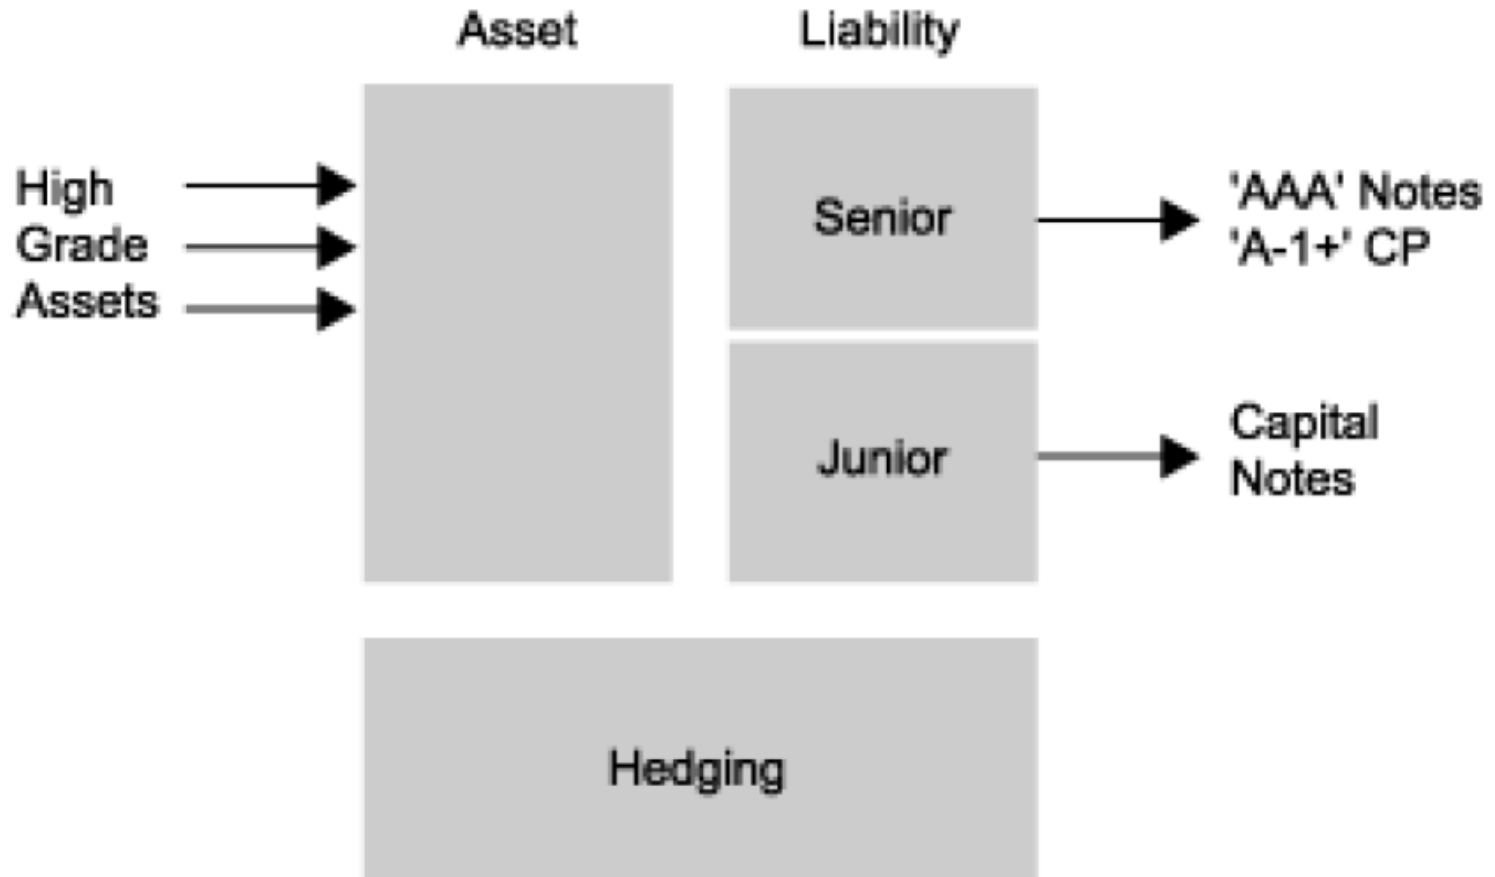 Asset
Liability
High
Grade
Assets
Senior
'AAA' Notes
'A-1+' CP
Junior
Capital
Notes
Hedging